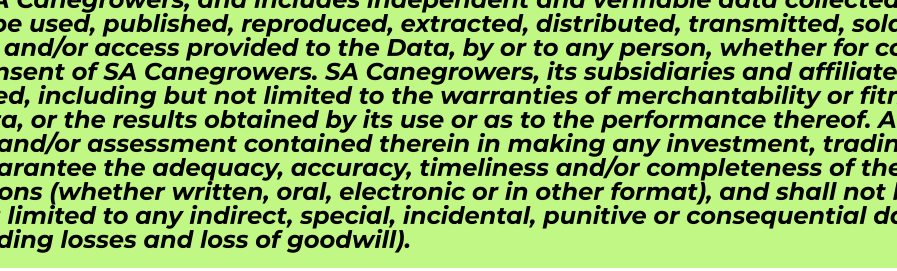 A Canegrowers, and includes independent and verifiable data collected
be used, published, reproduced, extracted, distributed, transmitted, sold
and/or access provided to the Data, by or to any person, whether for co
nsent of SA Canegrowers. SA Canegrowers, its subsidiaries and affiliate
ed, including but not limited to the warranties of merchantability or fitn
ta, or the results obtained by its use or as to the performance thereof. A
and/or assessment contained therein in making any investment, tradin
arantee the adequacy, accuracy, timeliness and/or completeness of the
ons (whether written, oral, electronic or in other format), and shall not
limited to any indirect, special, incidental, punitive or consequential da
ding losses and loss of goodwill).